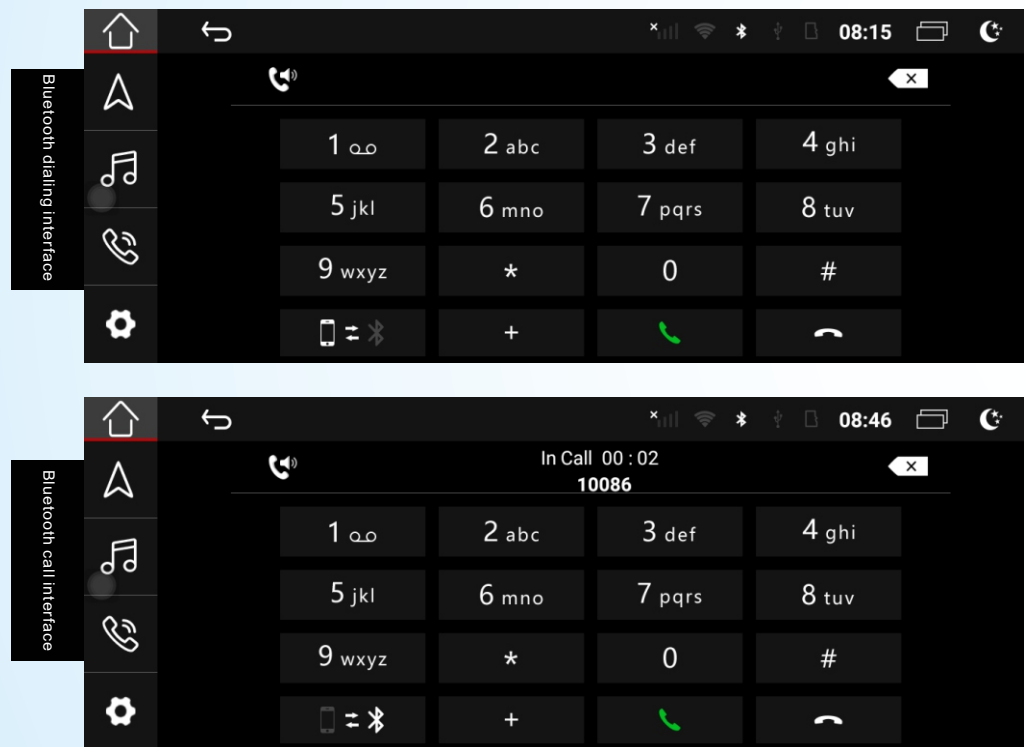 08:15
Bluetooth dialing interface
1
2 abc
3 def
4 ghi
5 jkl
6 mno
7 pqrs
8 tuv
9 wxyz
*
0
#
+
08:46
Bluetooth call interface
In Call 00 : 02
10086
1
2 abc
3 def
4 ghi
5 jkl
6 mno
7 pqrs
8 tuv
9 wxyz
*
0
#
+